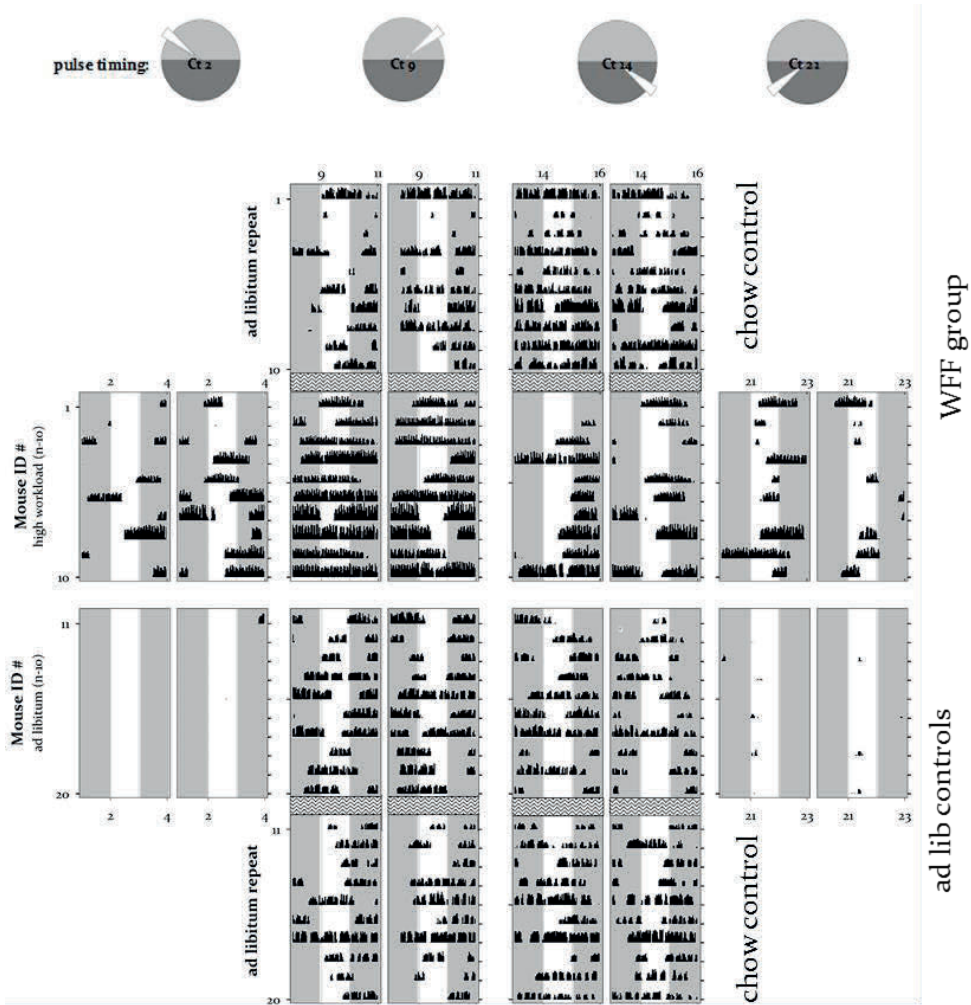 pulse timing:
Ct 2
Ct 9
Ct 14
Ct 21
9
11
9
11
14
16
14
16
1
10
ad libitum repeat
chow control
WFF group
2
4
2
4
21
23
21
23
1
10
Mouse ID #
high workload (n-10)
11
20
Mouse ID #
ad libitum (n-10)
2
4
2
4
21
23
21
23
11
20
ad libitum repeat
chow control
ad lib controls